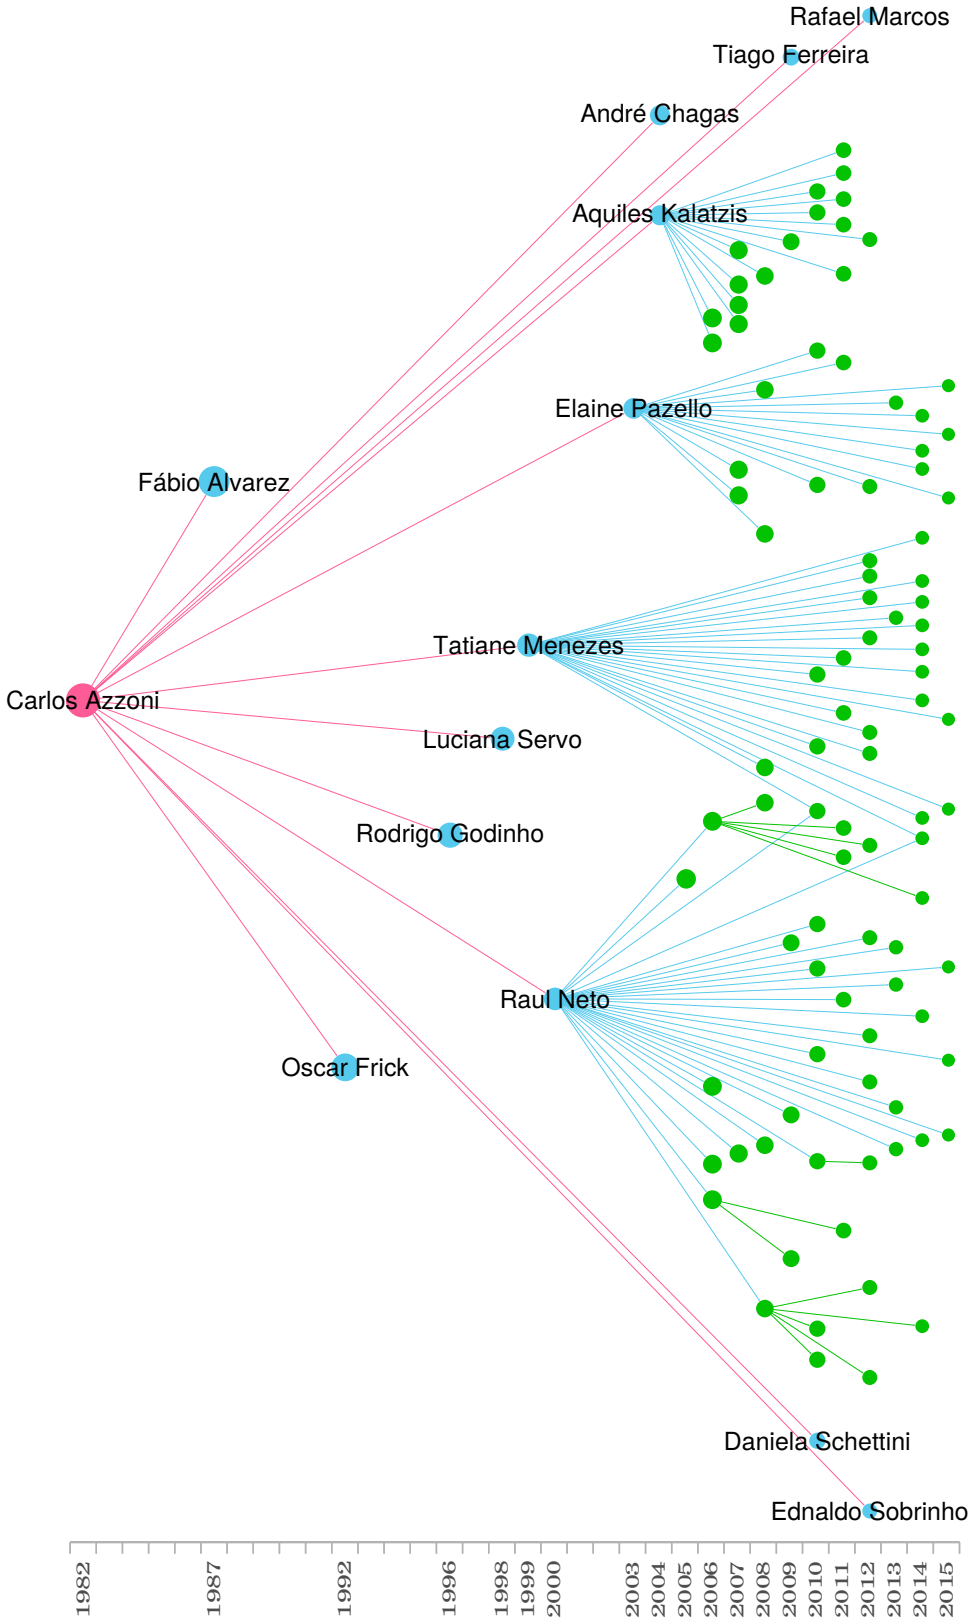 Rafael Marcos
Tiago Ferreira
André Chagas
Aquiles Kalatzis
Elaine Pazello
Fábio Alvarez
Tatiane Menezes
Carlos Azzoni
Luciana Servo
Rodrigo Godinho
Raul Neto
Oscar Frick
Daniela Schettini
Ednaldo Sobrinho
1982
1987
1992
1996
1998
1999
2000
2003
2004
2005
2006
2007
2008
2009
2010
2011
2012
2013
2014
2015